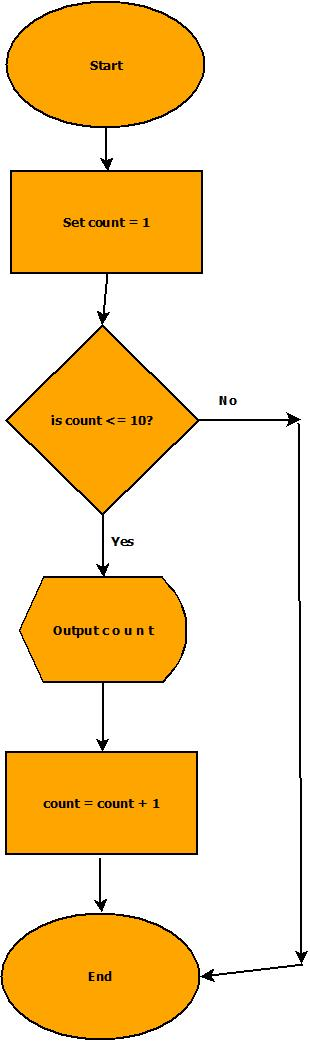 Start
Set count = 1
is count <= 10?
No
Yes
Output c o u n t
count = count + 1
End